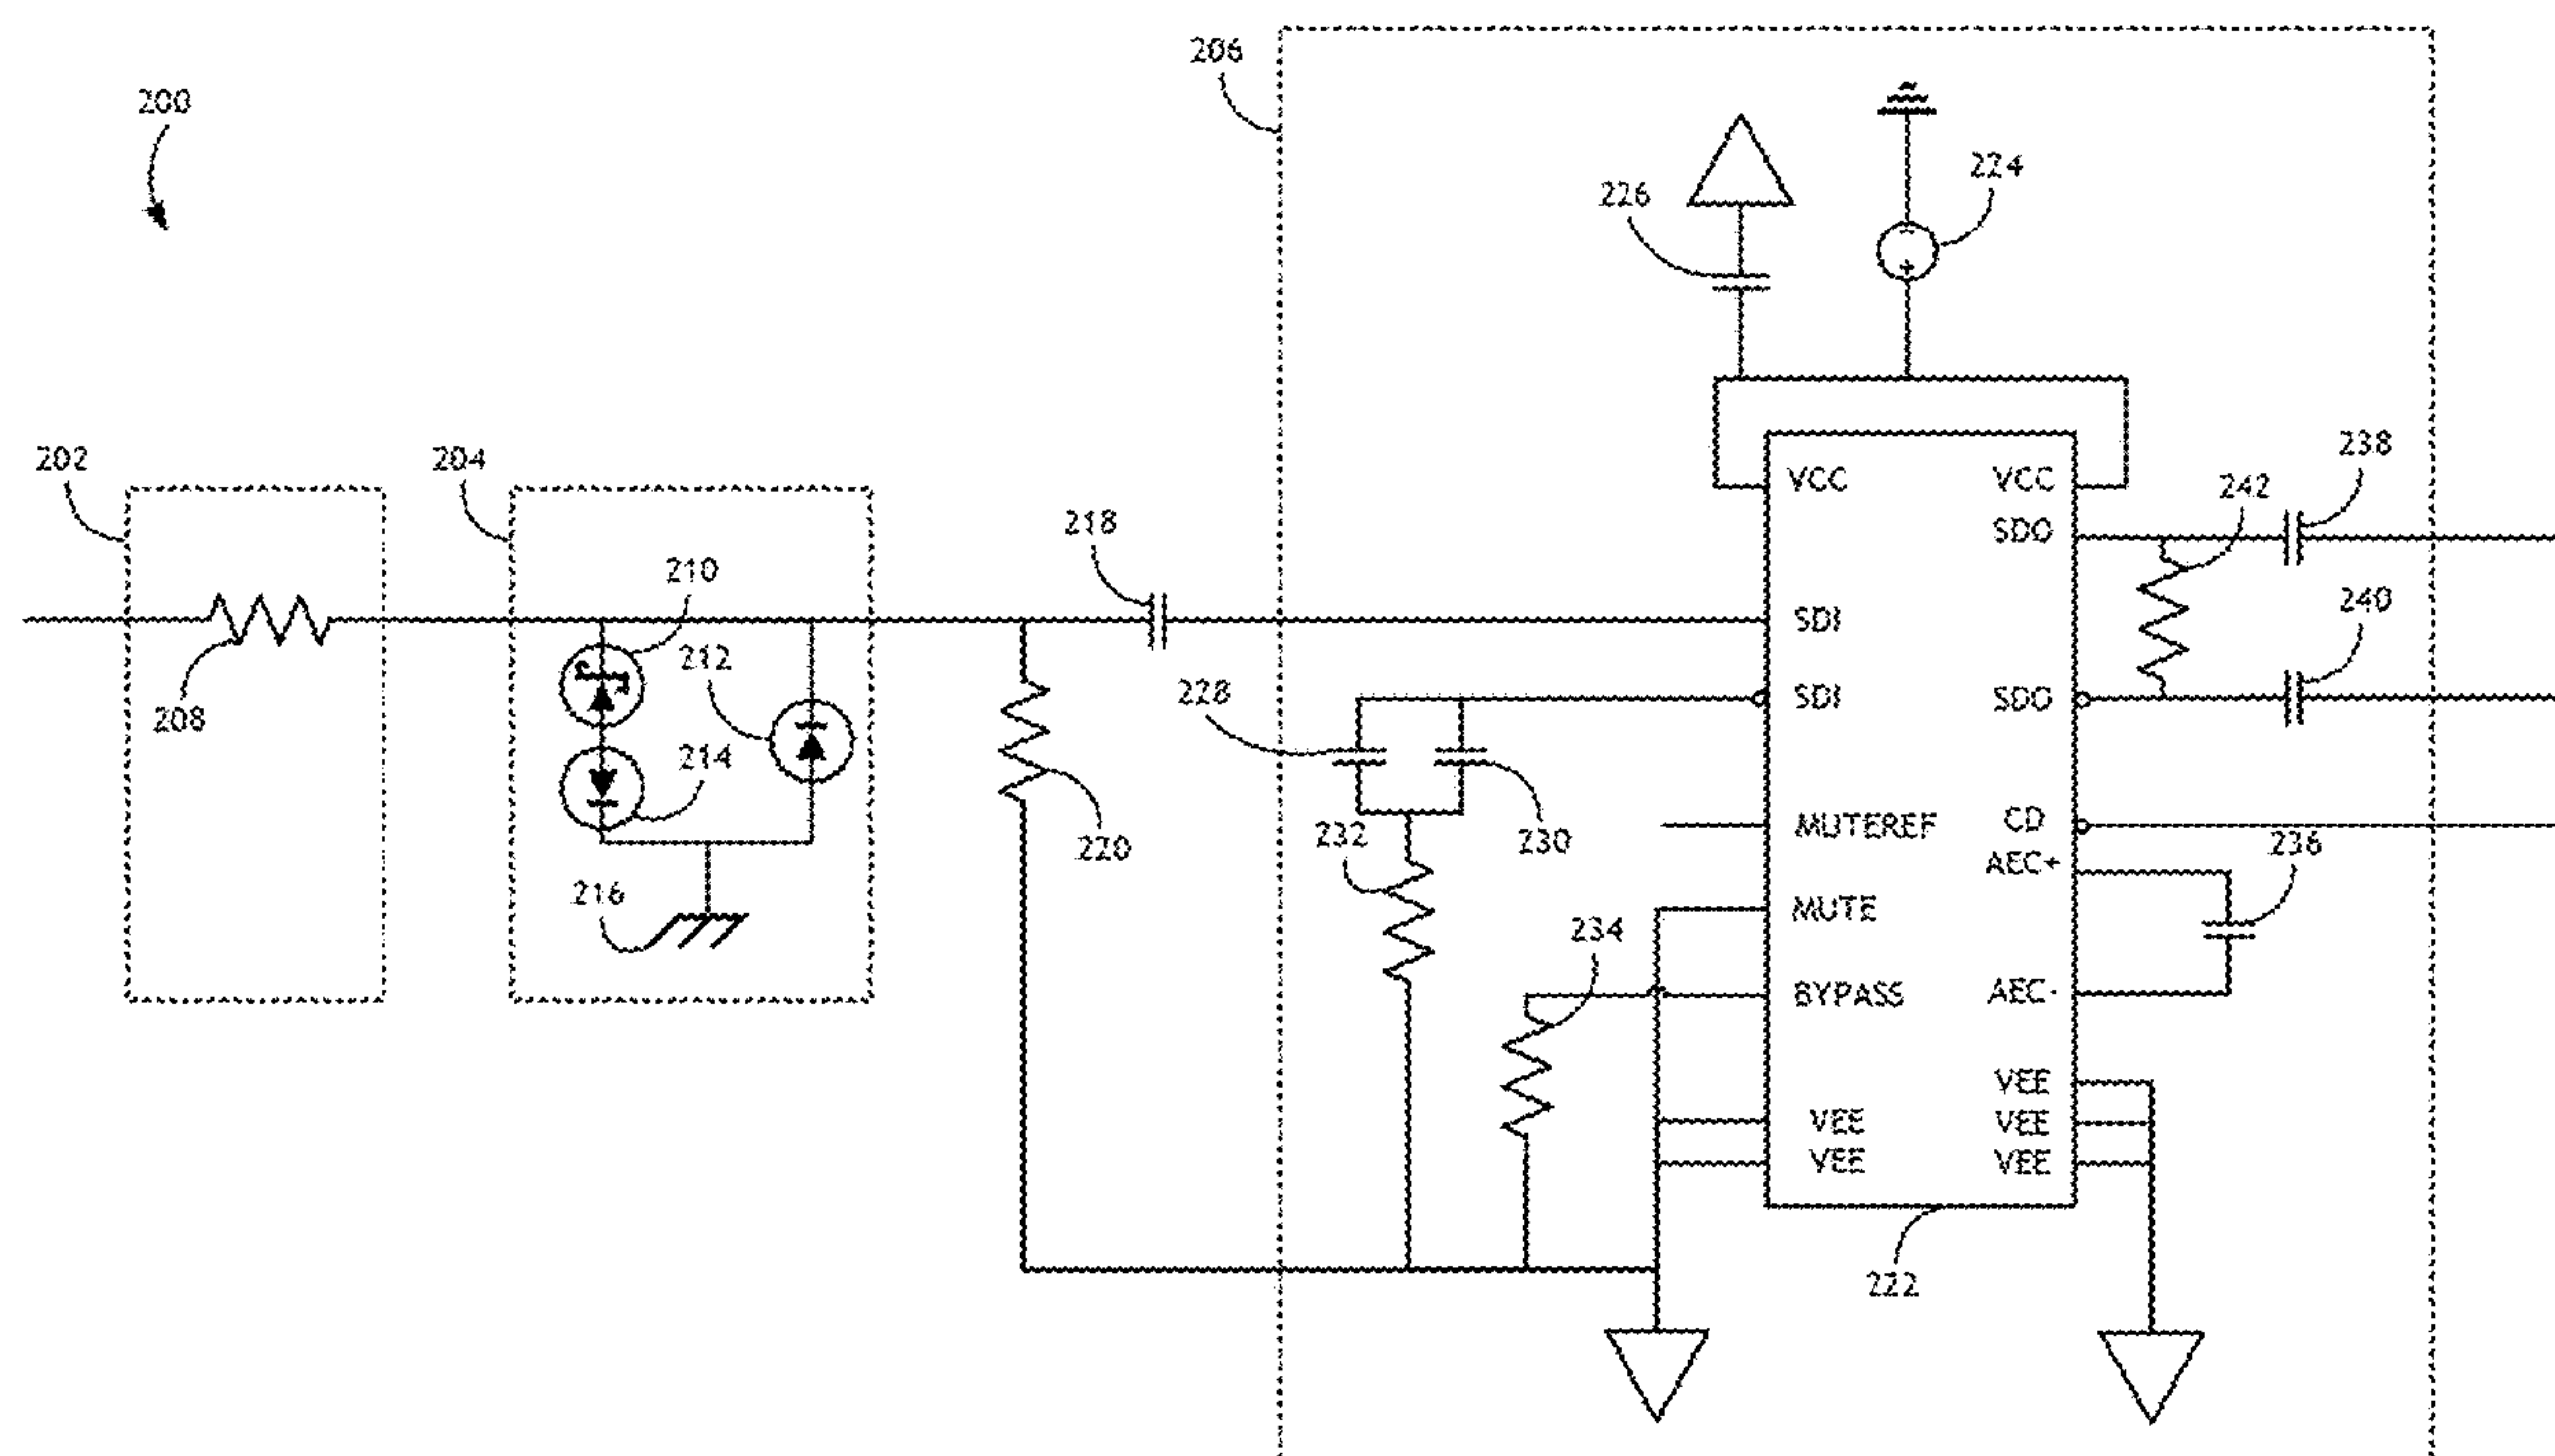 206
200
224
226
202
204
238
242
VCC
VCC
218
SDO
210
240
SDI
212
228
SDI
SDO
208
214
232
230
220
MUTEREF
CD
236
AEC+
216
MUTE
234
BYPASS
AEC-
VEE
VEE
VEE
VEE
VEE
222